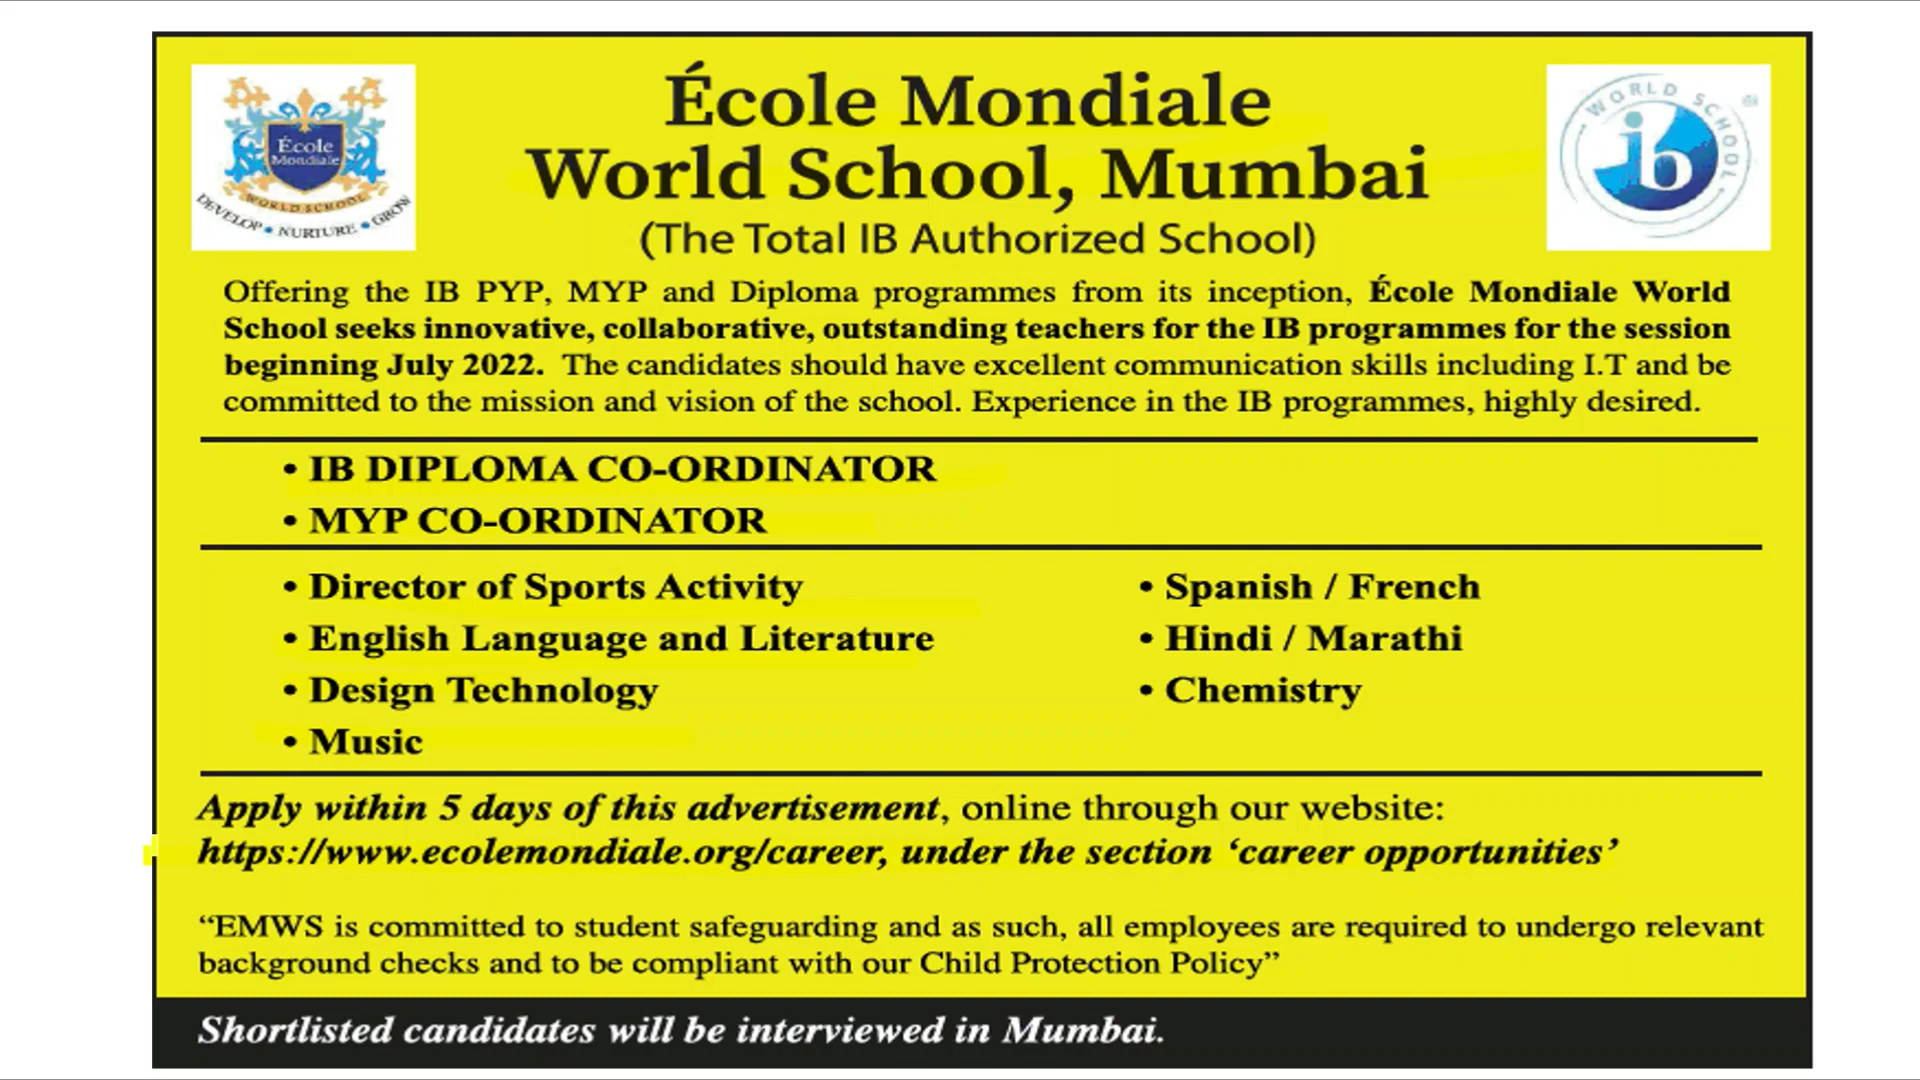 École Mondiale
World School, Mumbai
(The Total IB Authorized School)
École
Mondiale
WORLD SCHOOL
DEVELOP • NURTURE • GROW
WORLD SCHOOL
ib
Offering the IB PYP, MYP and Diploma programmes from its inception, École Mondiale World
School seeks innovative, collaborative, outstanding teachers for the IB programmes for the session
beginning July 2022. The candidates should have excellent communication skills including I.T and be
committed to the mission and vision of the school. Experience in the IB programmes, highly desired.
• IB DIPLOMA CO-ORDINATOR
• MYP CO-ORDINATOR
• Director of Sports Activity
• English Language and Literature
• Design Technology
• Music
• Spanish / French
• Hindi / Marathi
• Chemistry
Apply within 5 days of this advertisement, online through our website:
https://www.ecolemondiale.org/career, under the section ‘career opportunities’
“EMWS is committed to student safeguarding and as such, all employees are required to undergo relevant
background checks and to be compliant with our Child Protection Policy”
Shortlisted candidates will be interviewed in Mumbai.